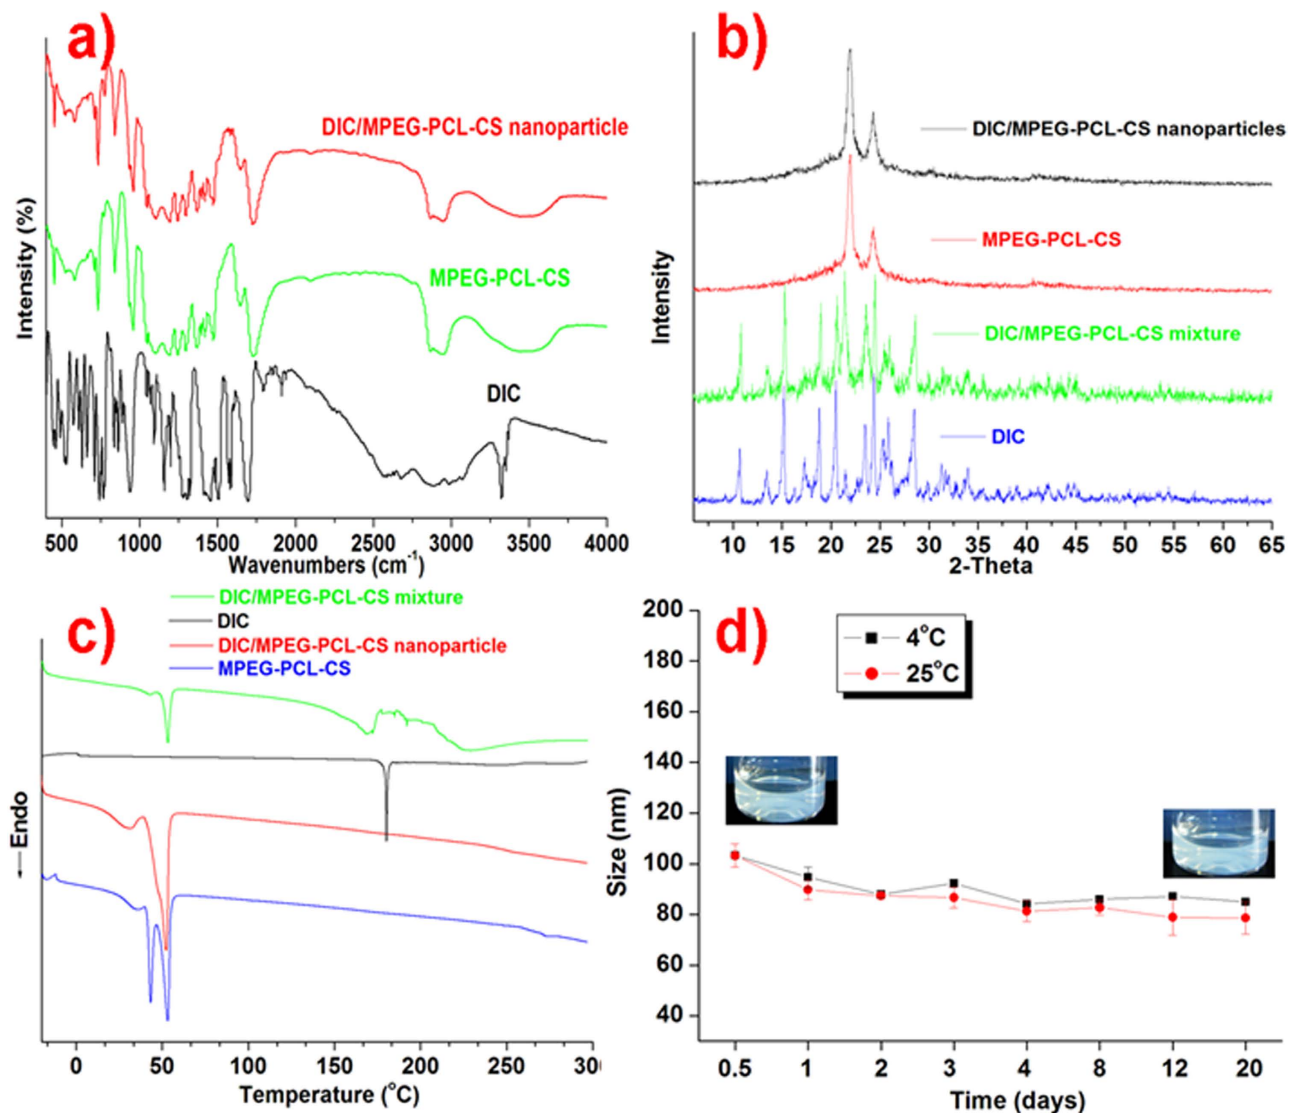 a)
DIC/MPEG-PCL-CS nanoparticle
MPEG-PCL-CS
DIC
Intensity (%)
500 1000 1500 2000 2500 3000 3500 4000
Wavenumbers (cm⁻¹)
b)
DIC/MPEG-PCL-CS nanoparticles
MPEG-PCL-CS
DIC/MPEG-PCL-CS mixture
DIC
Intensity
10 15 20 25 30 35 40 45 50 55 60 65
2-Theta
c)
DIC/MPEG-PCL-CS mixture
DIC
DIC/MPEG-PCL-CS nanoparticle
MPEG-PCL-CS
← Endo
0 50 100 150 200 250 30
Temperature (°C)
d)
4°C
25°C
200
180
160
140
120
100
80
60
40
Size (nm)
0.5 1 2 3 4 8 12 20
Time (days)